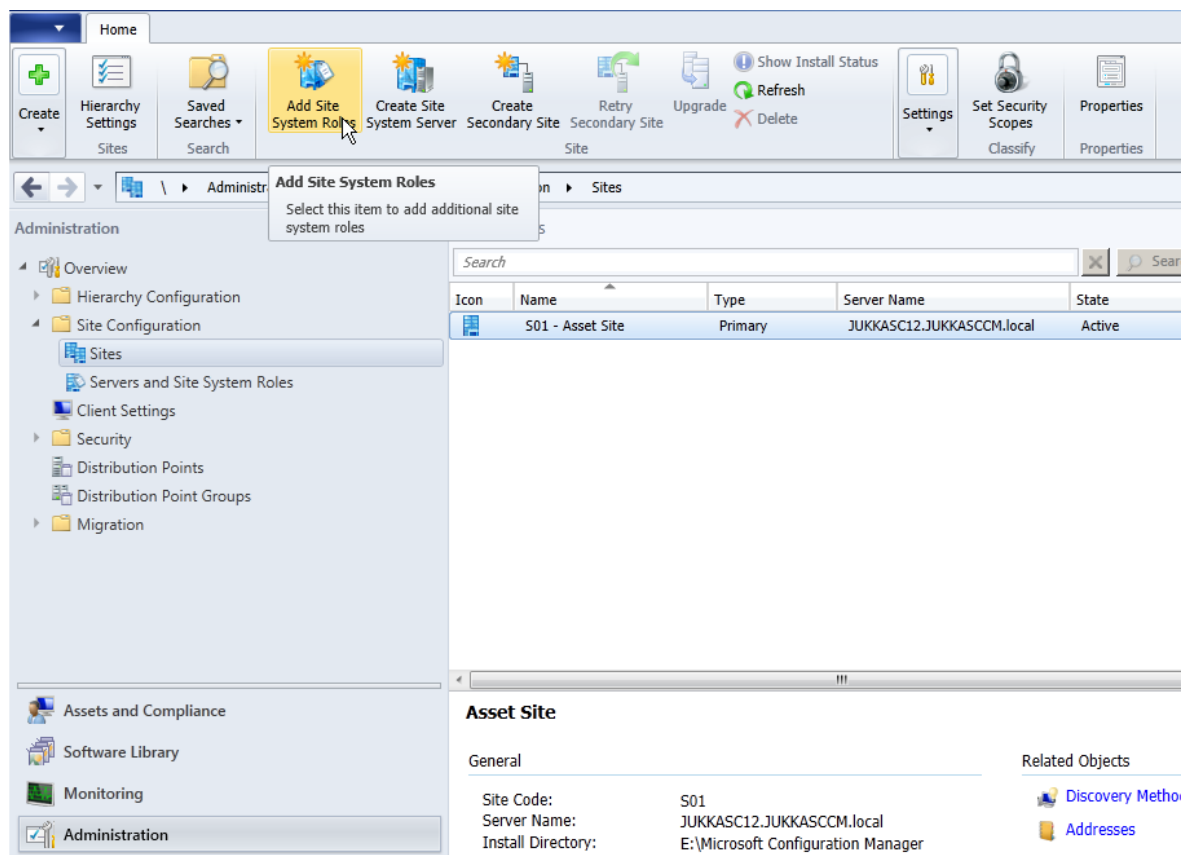 Home
Create
Hierarchy
Settings
Sites
Saved
Searches
Search
Add Site
System Roles
Create Site
System Server
Create
Secondary Site
Retry
Secondary Site
Upgrade
Show Install Status
Refresh
Delete
Site
Settings
Set Security
Scopes
Classify
Properties
Properties
\ Administr on Sites
Add Site System Roles
Select this item to add additional site
system roles
Administration
Overview
Hierarchy Configuration
Site Configuration
Sites
Servers and Site System Roles
Client Settings
Security
Distribution Points
Distribution Point Groups
Migration
Assets and Compliance
Software Library
Monitoring
Administration
Search Sear
Icon Name Type Server Name State
S01 - Asset Site Primary JUKKASC12.JUKKASCCM.local Active
Asset Site
General
Site Code: S01
Server Name: JUKKASC12.JUKKASCCM.local
Install Directory: E:\Microsoft Configuration Manager
Related Objects
Discovery Metho
Addresses